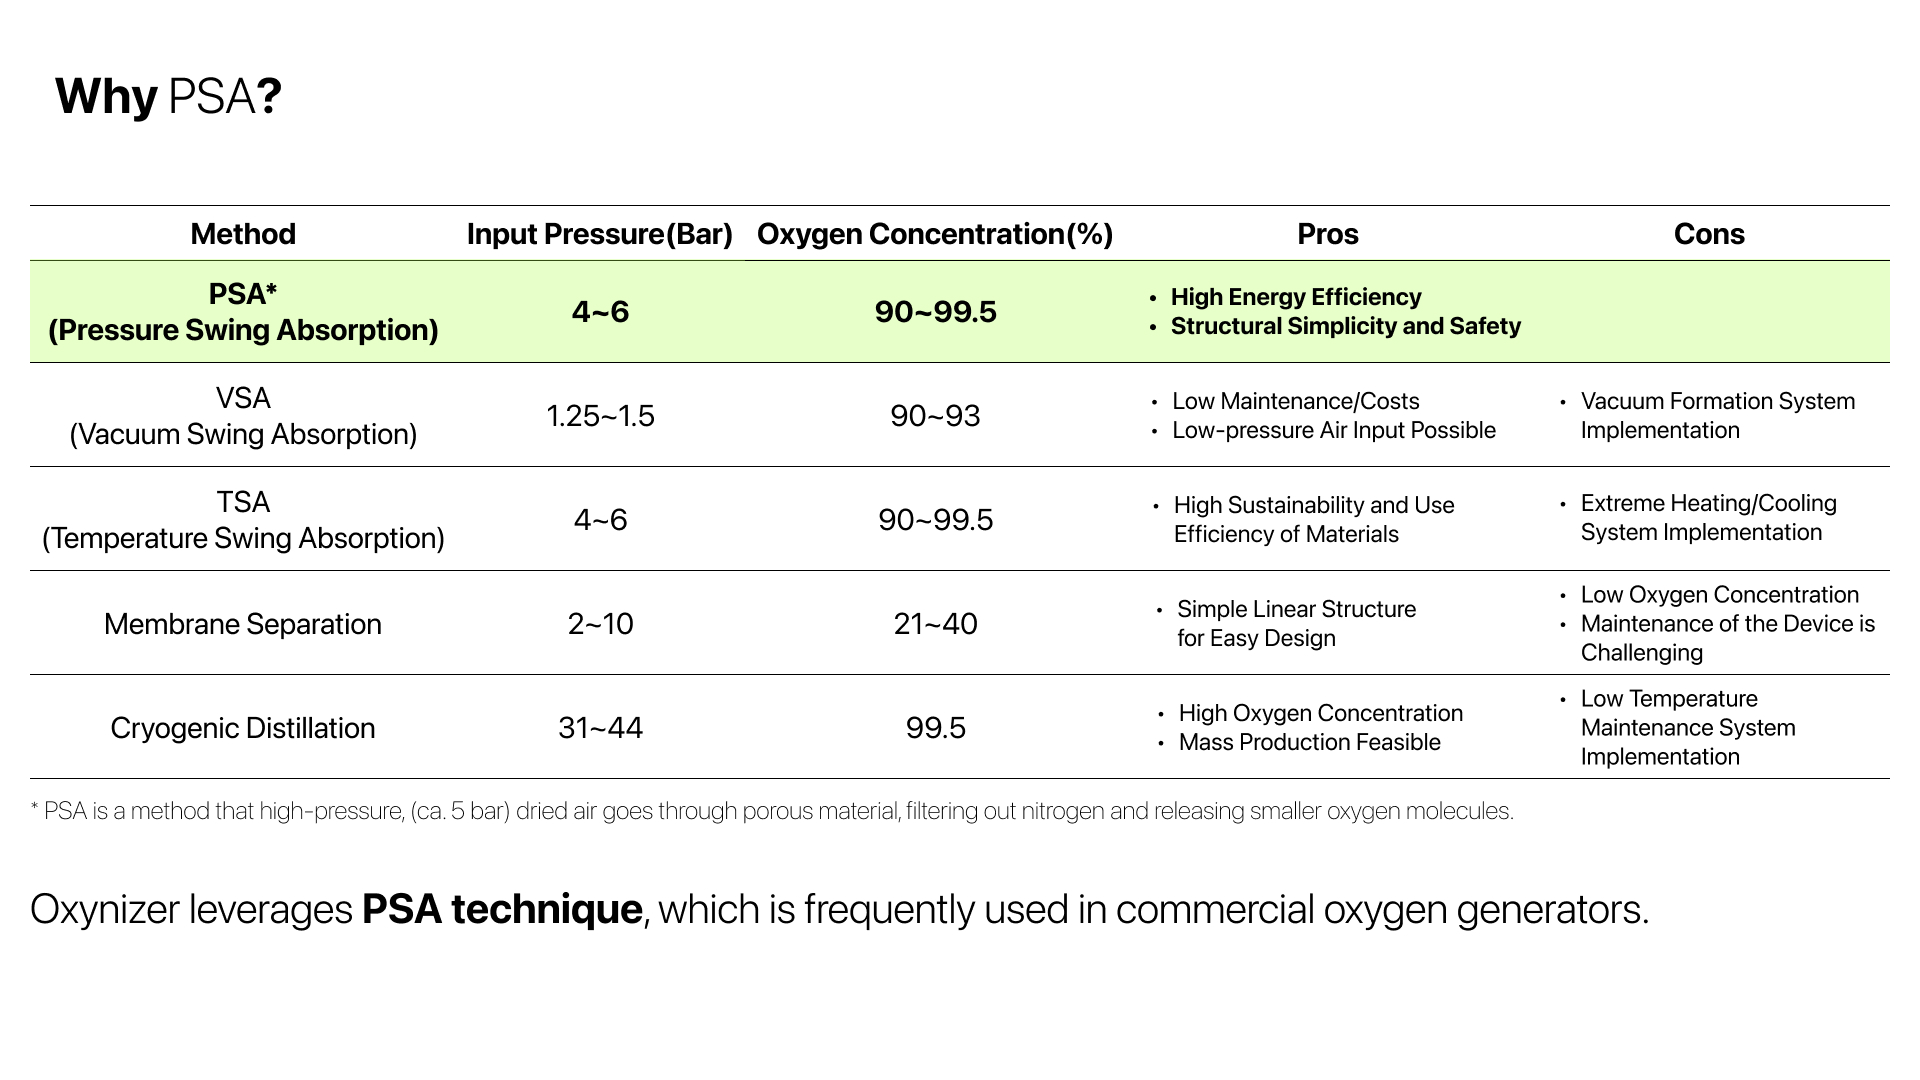 Why PSA?
Method Input Pressure(Bar) Oxygen Concentration(%) Pros Cons
PSA*
(Pressure Swing Absorption)
4~6
90~99.5
• High Energy Efficiency
• Structural Simplicity and Safety
VSA
(Vacuum Swing Absorption)
1.25~1.5
90~93
• Low Maintenance/Costs
• Low-pressure Air Input Possible
• Vacuum Formation System
Implementation
TSA
(Temperature Swing Absorption)
4~6
90~99.5
• High Sustainability and Use
Efficiency of Materials
• Extreme Heating/Cooling
System Implementation
Membrane Separation
2~10
21~40
• Simple Linear Structure
for Easy Design
• Low Oxygen Concentration
• Maintenance of the Device is
Challenging
Cryogenic Distillation
31~44
99.5
• High Oxygen Concentration
• Mass Production Feasible
• Low Temperature
Maintenance System
Implementation
* PSA is a method that high-pressure, (ca. 5 bar) dried air goes through porous material, filtering out nitrogen and releasing smaller oxygen molecules.
Oxynizer leverages PSA technique, which is frequently used in commercial oxygen generators.